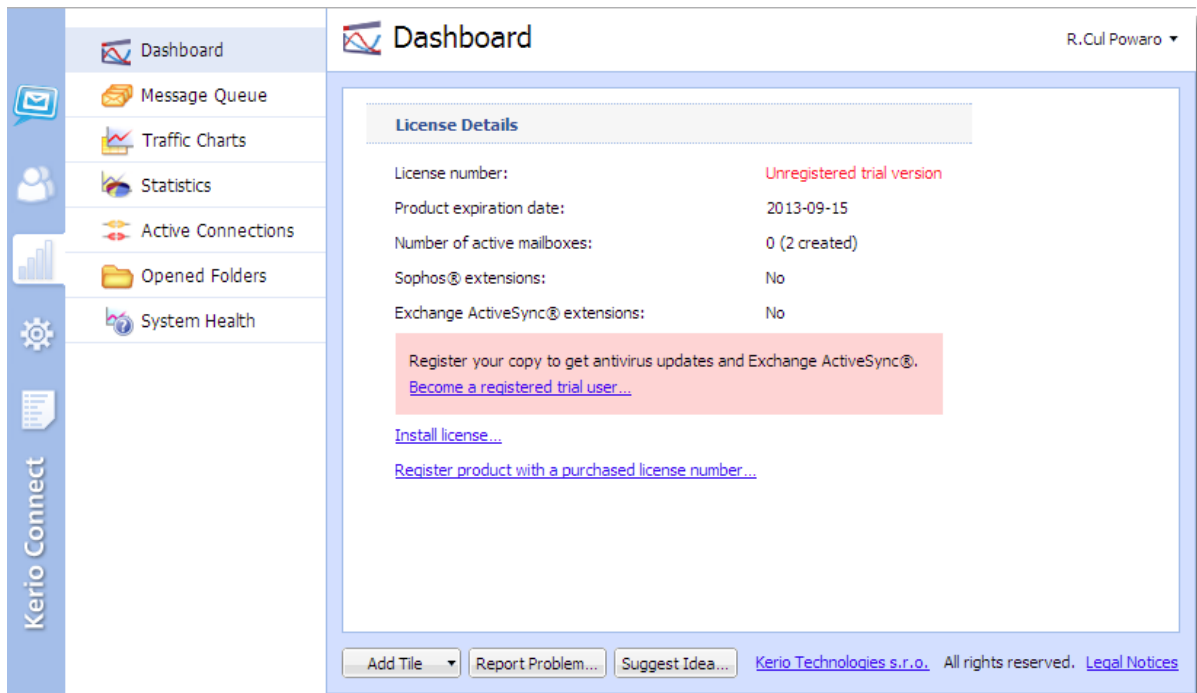 Kerio Connect
Dashboard
Message Queue
Traffic Charts
Statistics
Active Connections
Opened Folders
System Health
Dashboard
R.Cul Powaro
License Details
License number: Unregistered trial version
Product expiration date: 2013-09-15
Number of active mailboxes: 0 (2 created)
Sophos® extensions: No
Exchange ActiveSync® extensions: No
Register your copy to get antivirus updates and Exchange ActiveSync®.
Become a registered trial user...
Install license...
Register product with a purchased license number...
Add Tile Report Problem... Suggest Idea... Kerio Technologies s.r.o. All rights reserved. Legal Notices